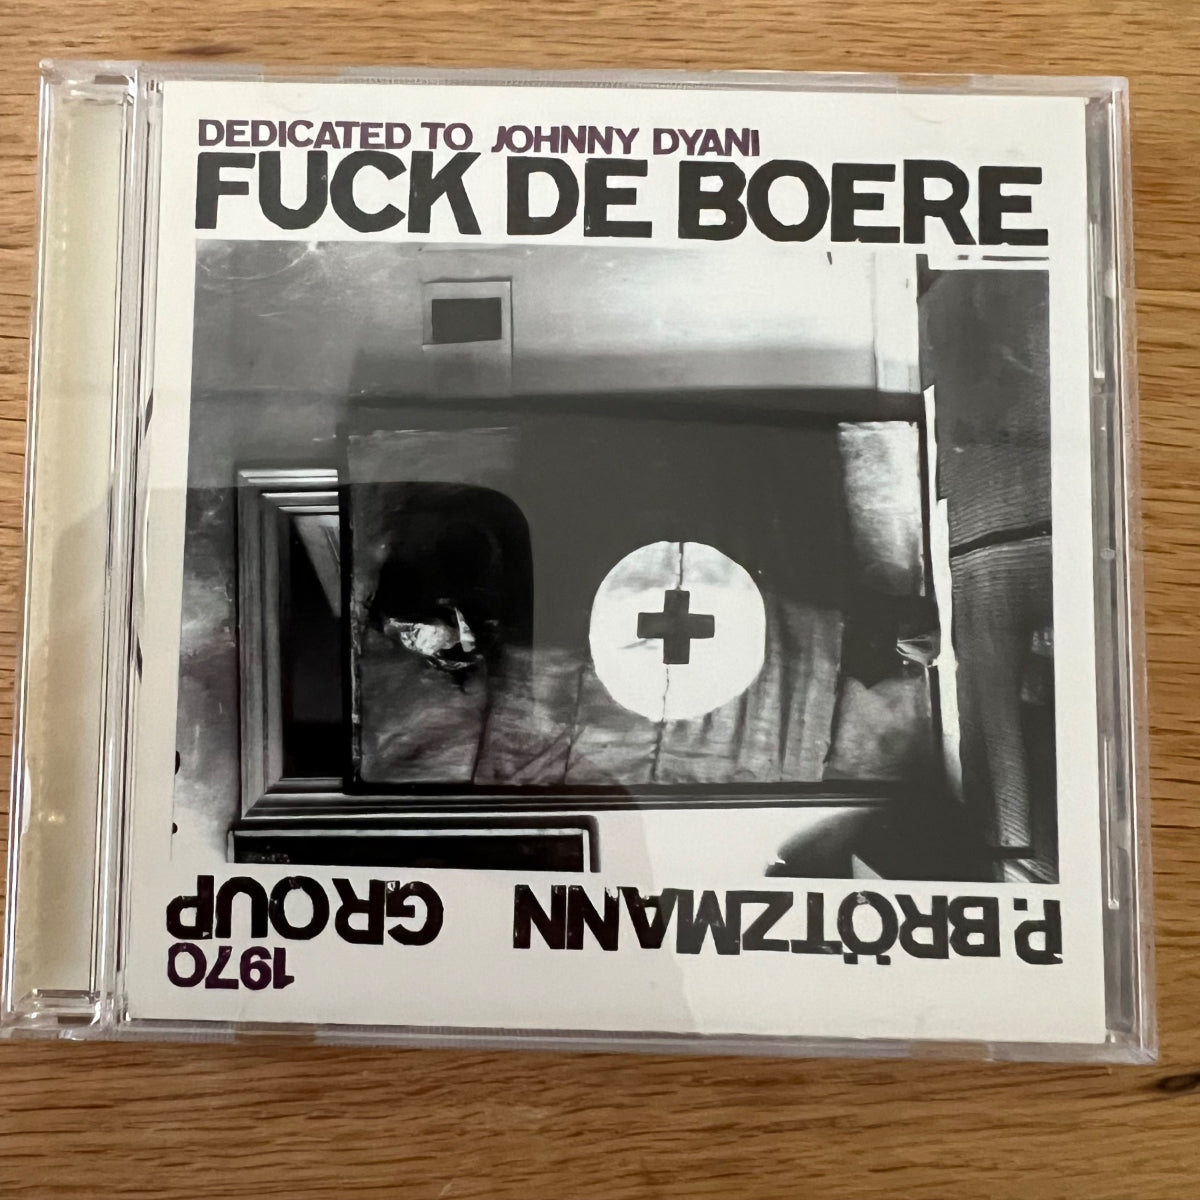 DEDICATED TO JOHNNY DYANI
FUCK DE BOERE
P. BRÖTZMANN GROUP
1970